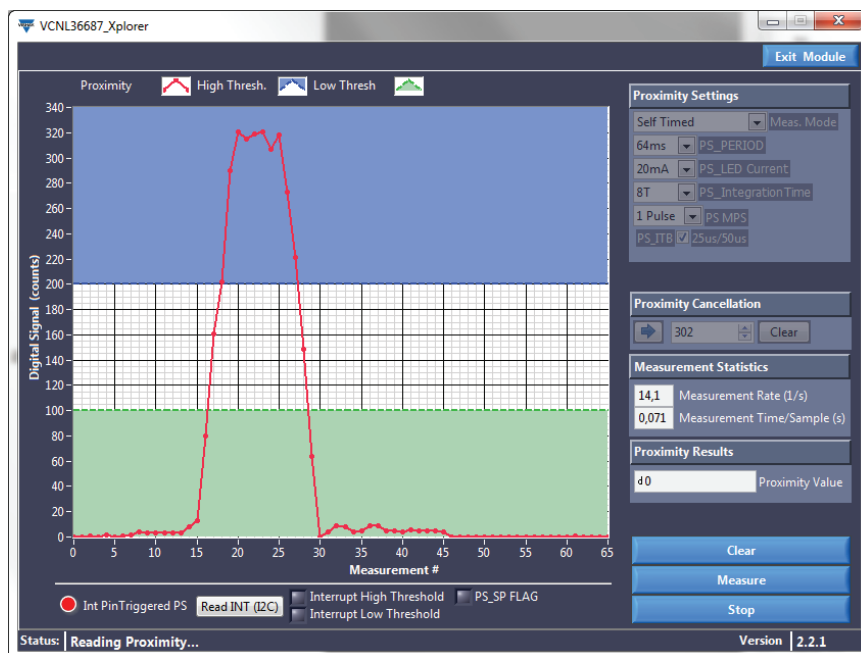 VCNL36687_Xplorer
Exit Module
Proximity High Thresh. Low Thresh
340
320
300
280
260
240
220
200
180
160
140
120
100
80
60
40
20
0
Digital Signal (counts)
0 5 10 15 20 25 30 35 40 45 50 55 60 65
Measurement #
Proximity Settings
Self Timed Meas. Mode
64ms PS_PERIOD
20mA PS_LED Current
8T PS_IntegrationTime
1 Pulse PS MPS
PS_ITB 25us/50us
Proximity Cancellation
302 Clear
Measurement Statistics
14,1 Measurement Rate (1/s)
0,071 Measurement Time/Sample (s)
Proximity Results
d 0 Proximity Value
Clear
Measure
Stop
Int PinTriggered PS Read INT (I2C) Interrupt High Threshold PS_SP FLAG
Interrupt Low Threshold
Status: Reading Proximity... Version 2.2.1